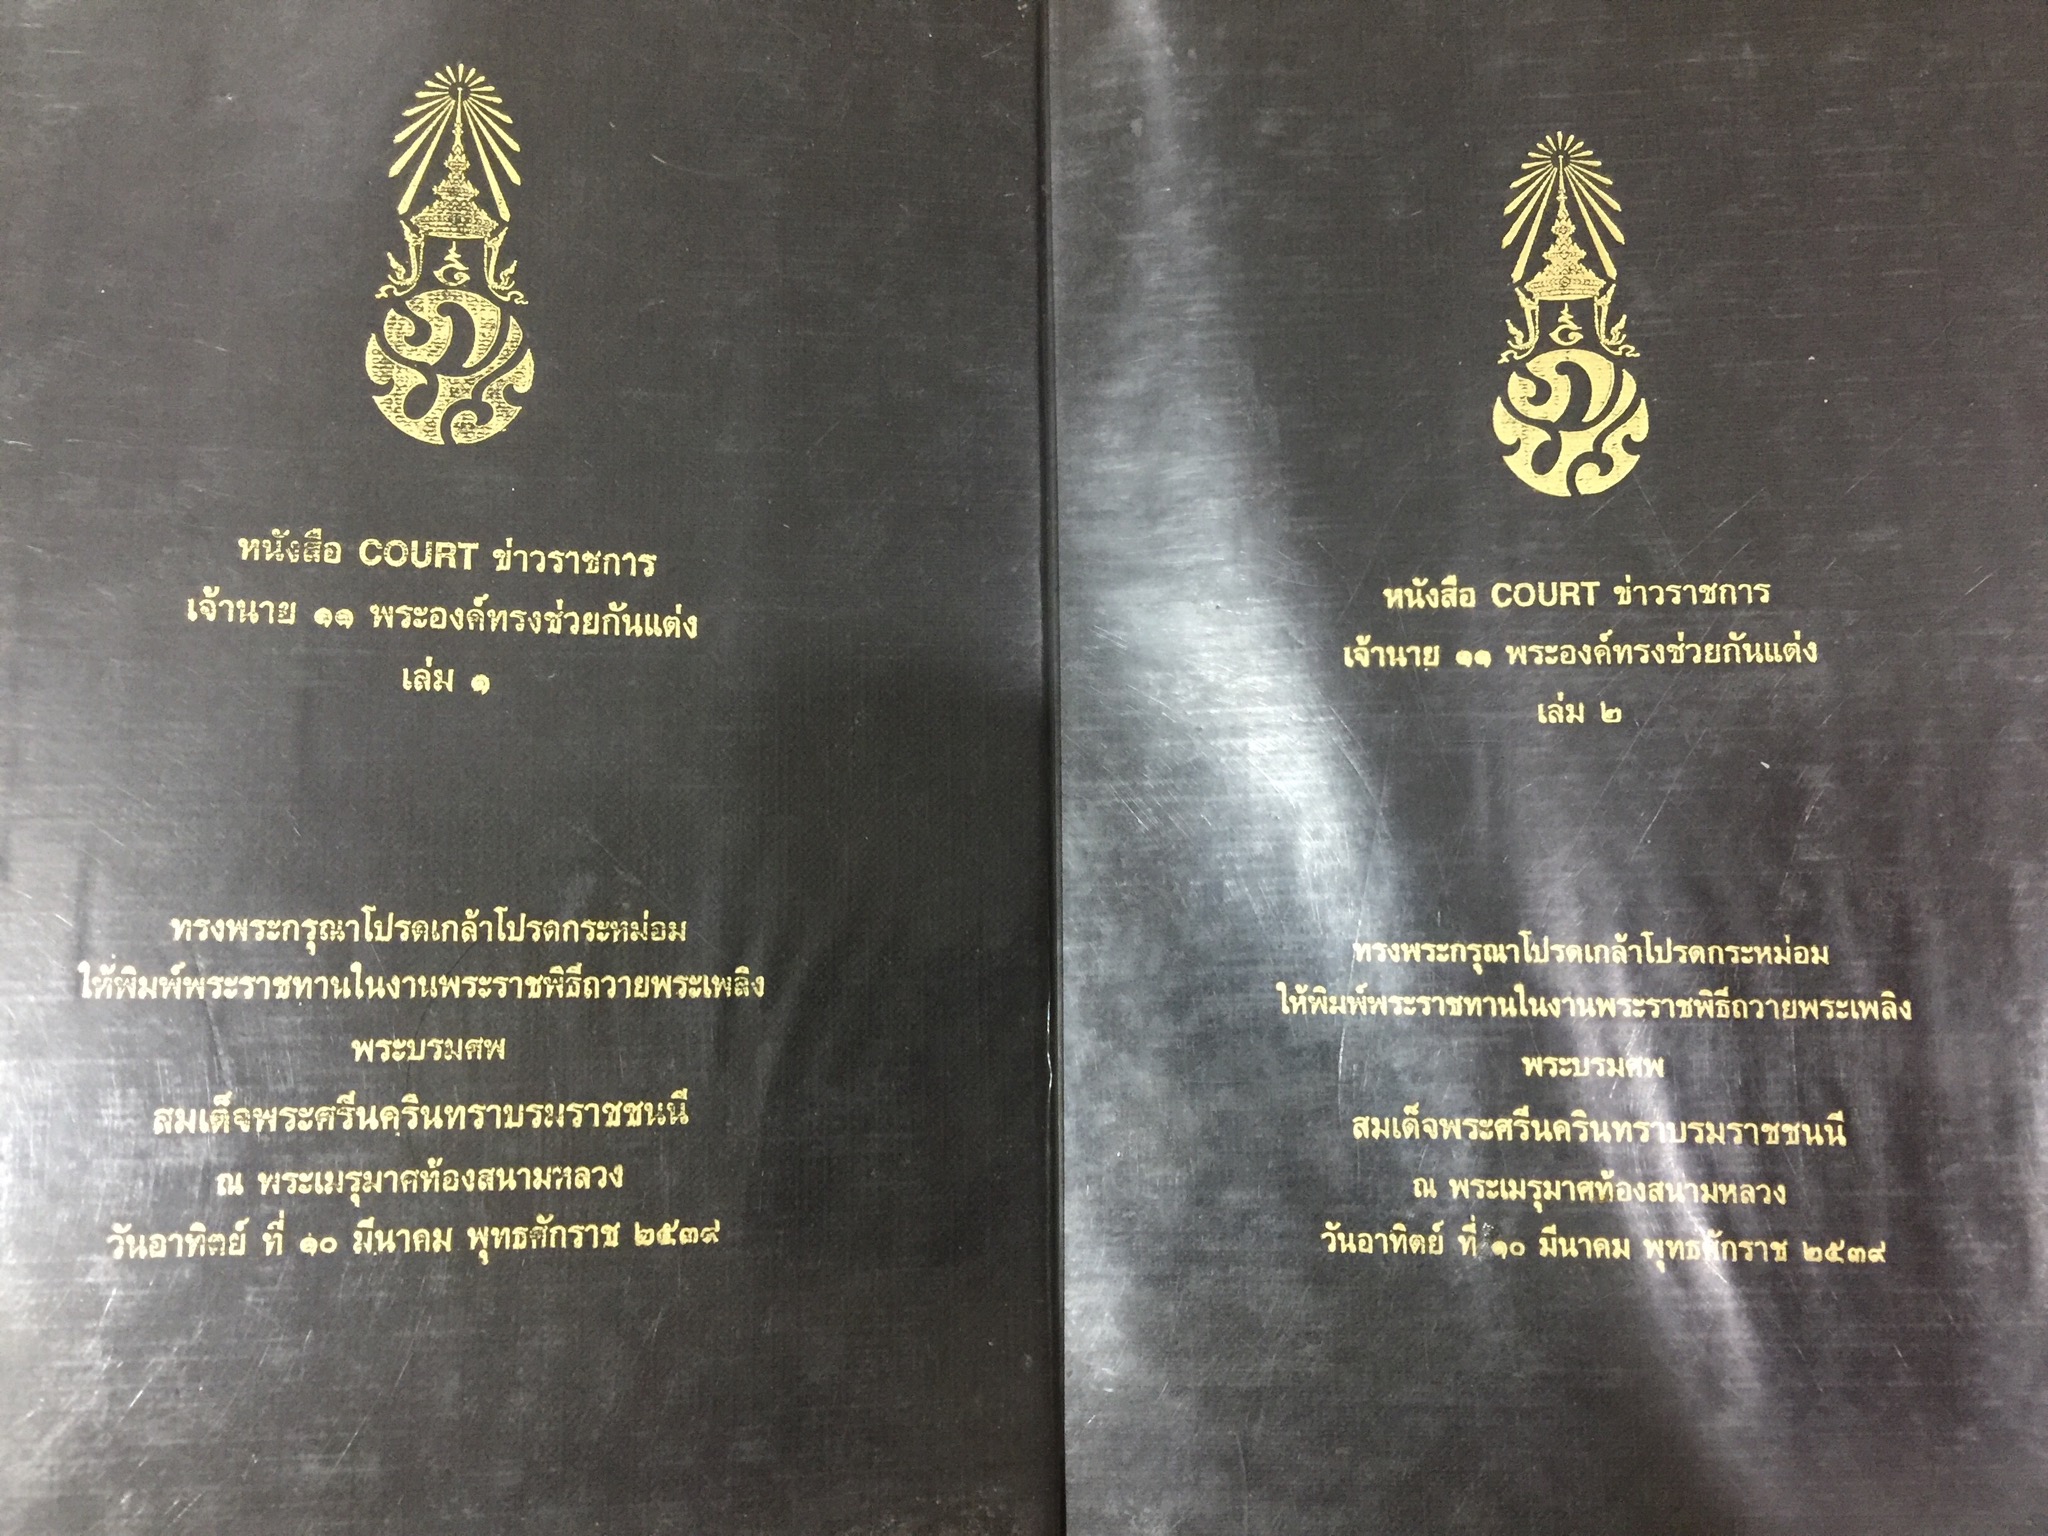 หนังสือ COURT ข่าวราชการ
เจ้านาย ๑๑ พระองค์ทรงช่วยกันแต่ง
เล่ม ๑
ทรงพระกรุณาโปรดเกล้าโปรดกระหม่อม
ให้พิมพ์พระราชทานในงานพระราชพิธีถวายพระเพลิง
พระบรมศพ
สมเด็จพระศรีนครินทราบรมราชชนนี
ณ พระเมรุมาศท้องสนามหลวง
วันอาทิตย์ ที่ ๑๐ มีนาคม พุทธศักราช ๒๕๓๙
หนังสือ COURT ข่าวราชการ
เจ้านาย ๑๑ พระองค์ทรงช่วยกันแต่ง
เล่ม ๒
ทรงพระกรุณาโปรดเกล้าโปรดกระหม่อม
ให้พิมพ์พระราชทานในงานพระราชพิธีถวายพระเพลิง
พระบรมศพ
สมเด็จพระศรีนครินทราบรมราชชนนี
ณ พระเมรุมาศท้องสนามหลวง
วันอาทิตย์ ที่ ๑๐ มีนาคม พุทธศักราช ๒๕๓๙